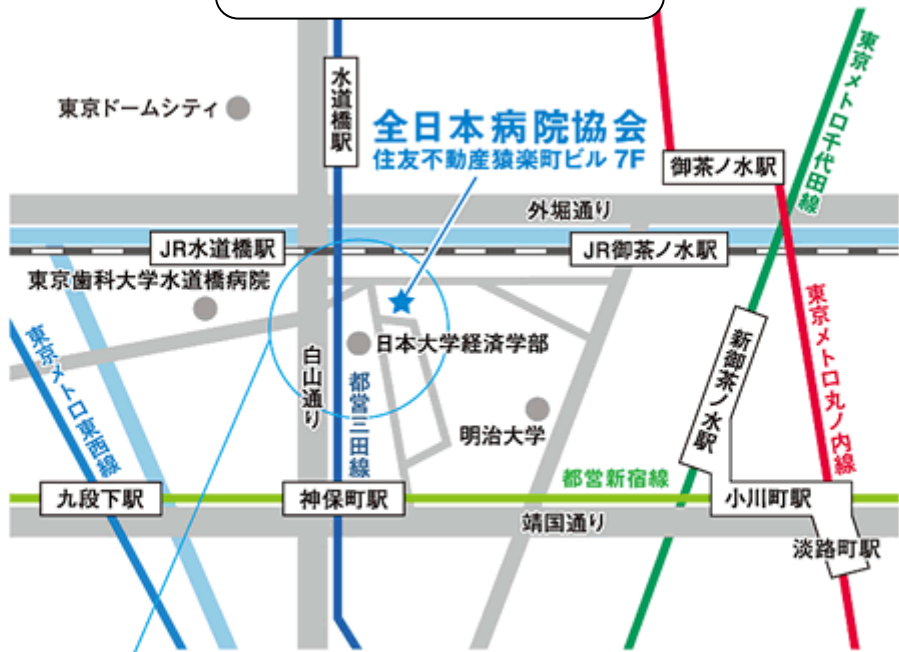 水道橋駅
東京メトロ千代田線
東京ドームシティ
全日本病院協会
住友不動産猿楽町ビル 7F
御茶ノ水駅
外堀通り
JR水道橋駅
JR御茶ノ水駅
東京歯科大学水道橋病院
東京メトロ丸ノ内線
新御茶ノ水駅
東京メトロ東西線
白山通り
日本大学経済学部
都営三田線
明治大学
都営新宿線
九段下駅
神保町駅
小川町駅
靖国通り
淡路町駅